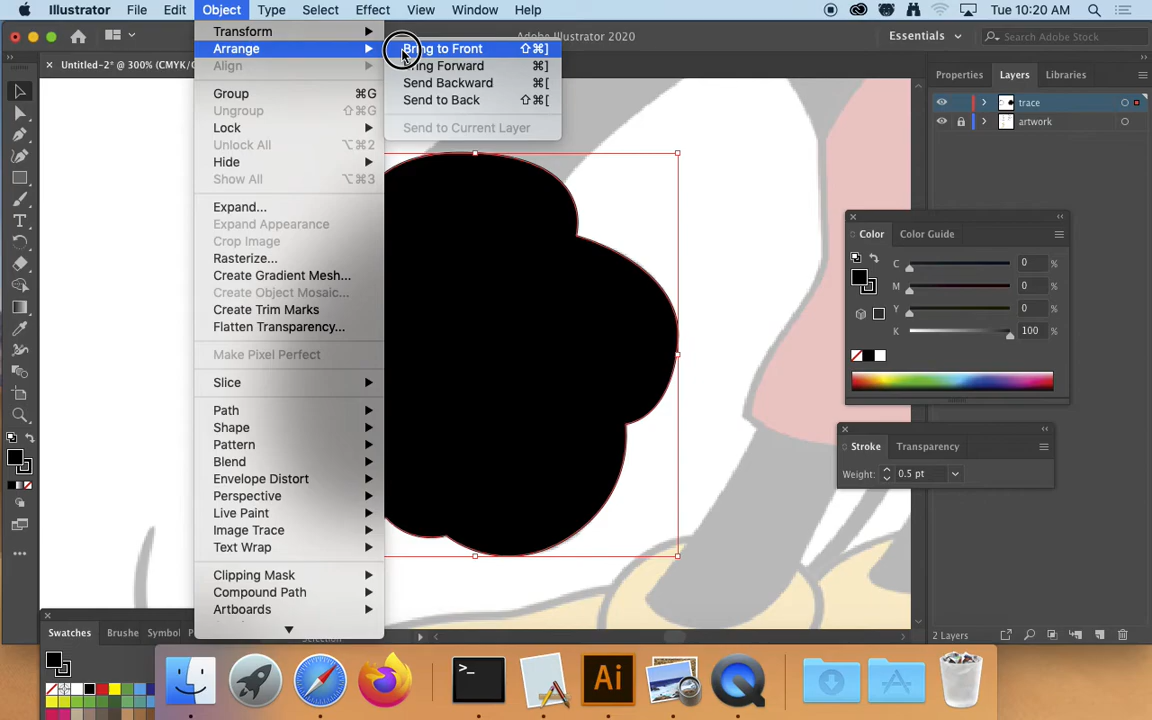 Illustrator File Edit Object Type Select Effect View Window Help Tue 10:20 AM
Adobe Illustrator 2020 Essentials Search Adobe Stock
Untitled-2* @ 300% (CMYK/
Transform
Arrange
Align
Group ⌘G
Ungroup ⇧⌘G
Lock
Unlock All ⌥⌘2
Hide
Show All ⌥⌘3
Expand...
Expand Appearance
Crop Image
Rasterize...
Create Gradient Mesh...
Create Object Mosaic...
Create Trim Marks
Flatten Transparency...
Make Pixel Perfect
Slice
Path
Shape
Pattern
Blend
Envelope Distort
Perspective
Live Paint
Image Trace
Text Wrap
Clipping Mask
Compound Path
Artboards
Bring to Front ⇧⌘]
Bring Forward ⌘]
Send Backward ⌘[
Send to Back ⇧⌘[
Send to Current Layer
Properties Layers Libraries
trace
artwork
Color Color Guide
C 0 %
M 0 %
Y 0 %
K 100 %
Stroke Transparency
Weight: 0.5 pt
2 Layers
Swatches Brushe Symbol
Selection
Ai